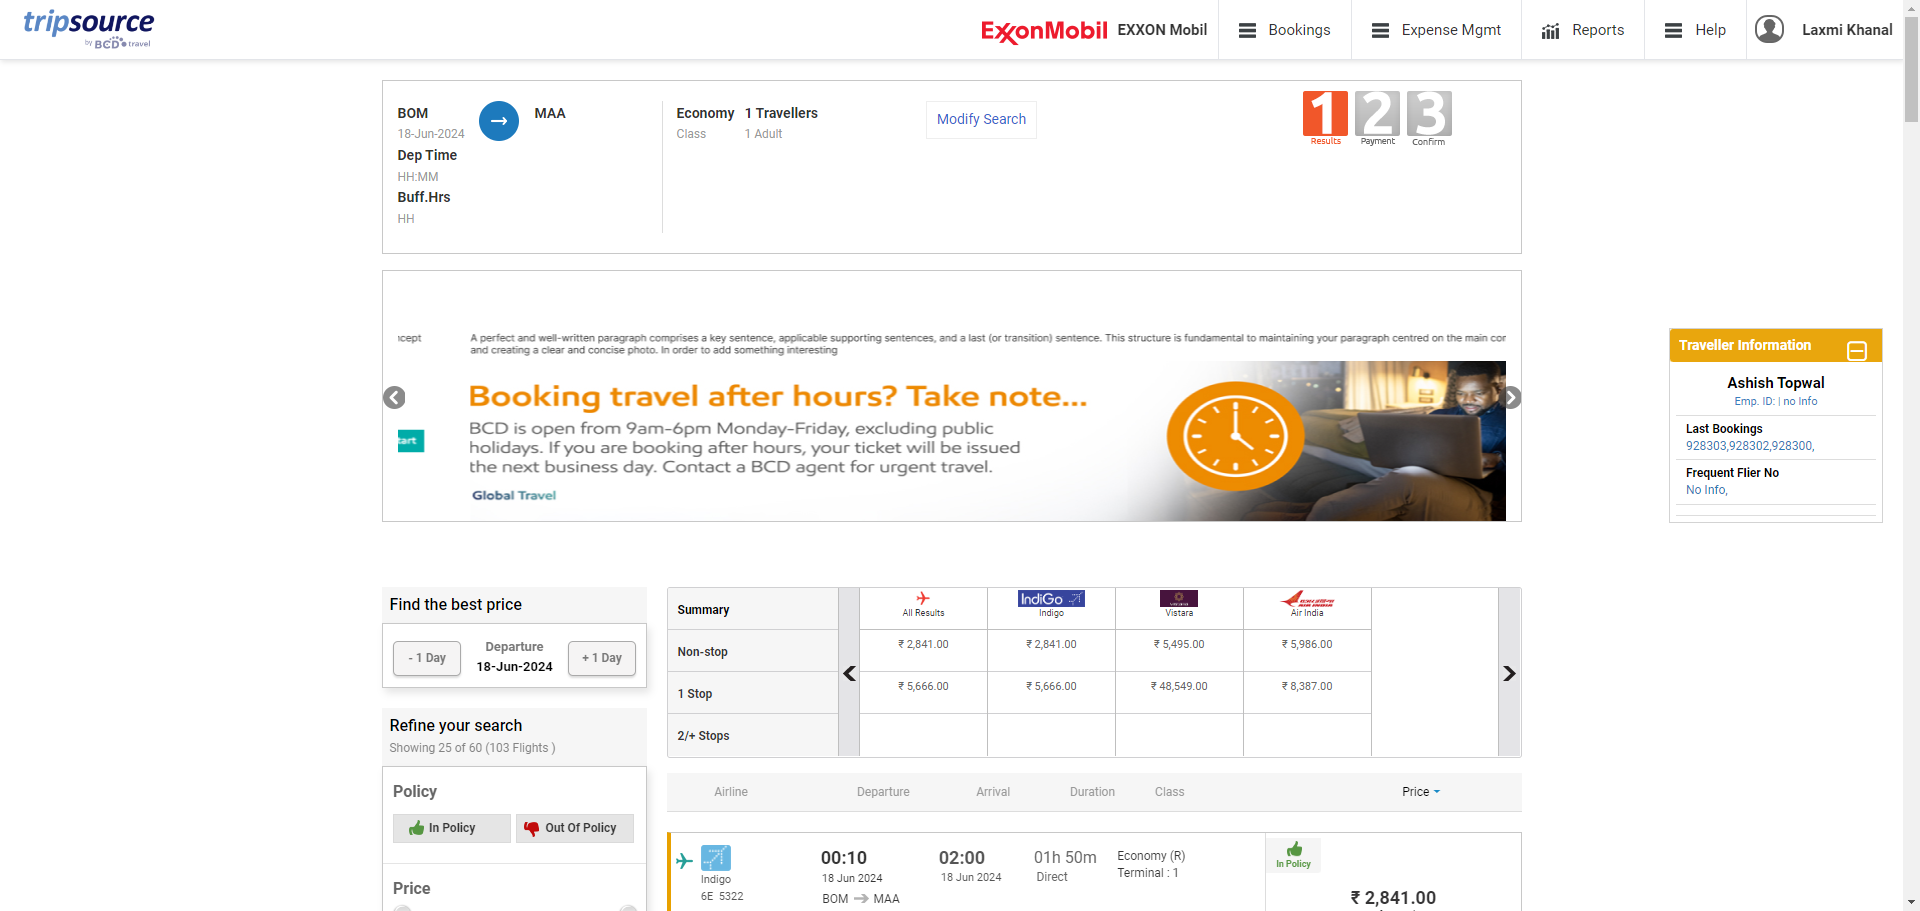 tripsource
by BCD travel
ExxonMobil EXXON Mobil
Bookings
Expense Mgmt
Reports
Help
Laxmi Khanal
BOM
18-Jun-2024
MAA
Dep Time
HH:MM
Buff.Hrs
HH
Economy
Class
1 Travellers
1 Adult
Modify Search
1 2 3
Results Payment Confirm
A perfect and well-written paragraph comprises a key sentence, applicable supporting sentences, and a last (or transition) sentence. This structure is fundamental to maintaining your paragraph centred on the main
and creating a clear and concise photo. In order to add something interesting
Booking travel after hours? Take note...
BCD is open from 9am-6pm Monday-Friday, excluding public
holidays. If you are booking after hours, your ticket will be issued
the next business day. Contact a BCD agent for urgent travel.
Global Travel
Traveller Information
Ashish Topwal
Emp. ID: | no Info
Last Bookings
928303,928302,928300,
Frequent Flier No
No Info,
Find the best price
- 1 Day
Departure
18-Jun-2024
+ 1 Day
Refine your search
Showing 25 of 60 (103 Flights )
Policy
In Policy
Out Of Policy
Price
Summary
All Results
IndiGo
Indigo
Vistara
AIR INDIA
Air India
Non-stop
₹ 2,841.00
₹ 2,841.00
₹ 5,495.00
₹ 5,986.00
1 Stop
₹ 5,666.00
₹ 5,666.00
₹ 48,549.00
₹ 8,387.00
2/+ Stops
Airline Departure Arrival Duration Class Price
Indigo
6E 5322
00:10
18 Jun 2024
BOM MAA
02:00
18 Jun 2024
01h 50m
Direct
Economy (R)
Terminal : 1
In Policy
₹ 2,841.00